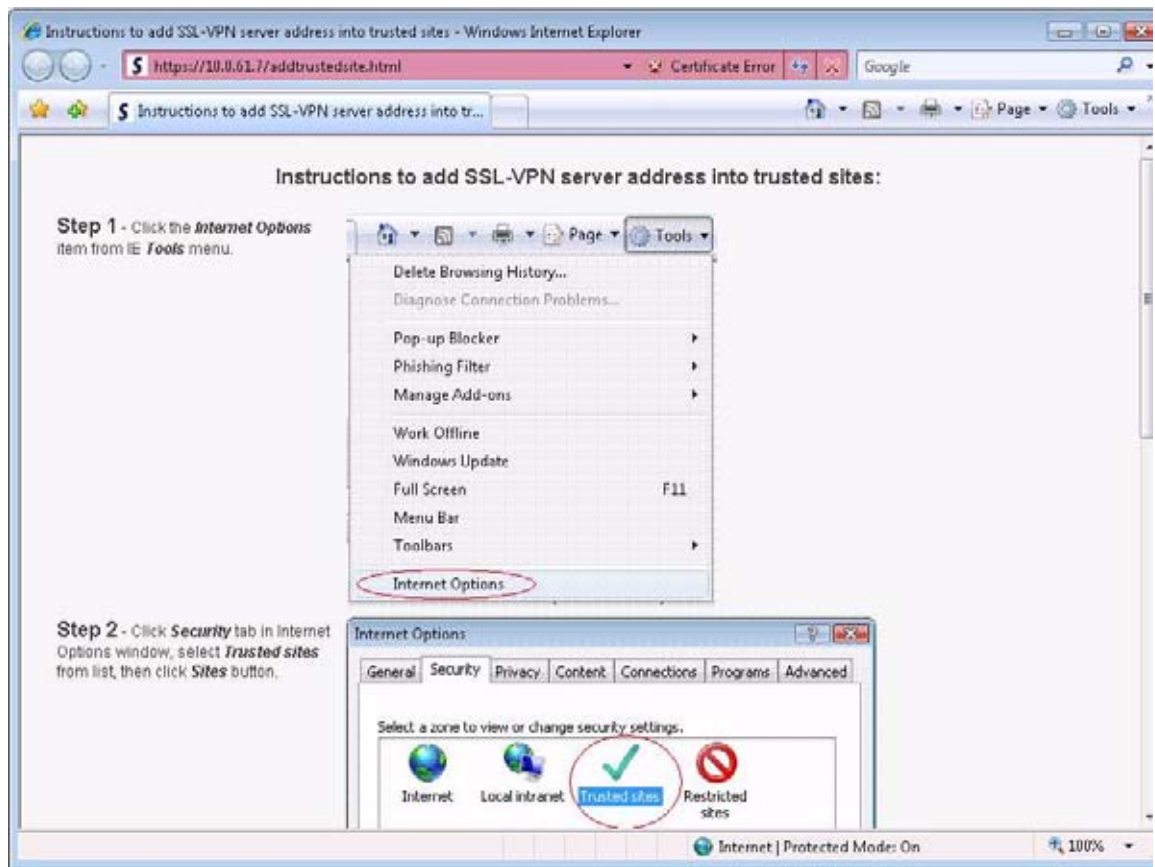 Instructions to add SSL-VPN server address into trusted sites - Windows Internet Explorer
https://10.0.61.7/addtrustedsite.html
Certificate Error
Google
Instructions to add SSL-VPN server address into tr...
Page
Tools
Instructions to add SSL-VPN server address into trusted sites:
Step 1 - Click the Internet Options
item from IE Tools menu.
Page
Tools
Delete Browsing History...
Diagnose Connection Problems...
Pop-up Blocker
Phishing Filter
Manage Add-ons
Work Offline
Windows Update
Full Screen F11
Menu Bar
Toolbars
Internet Options
Step 2 - Click Security tab in Internet
Options window, select Trusted sites
from list, then click Sites button.
Internet Options
General Security Privacy Content Connections Programs Advanced
Select a zone to view or change security settings.
Internet
Local intranet
Trusted sites
Restricted
sites
Internet | Protected Mode: On
100%